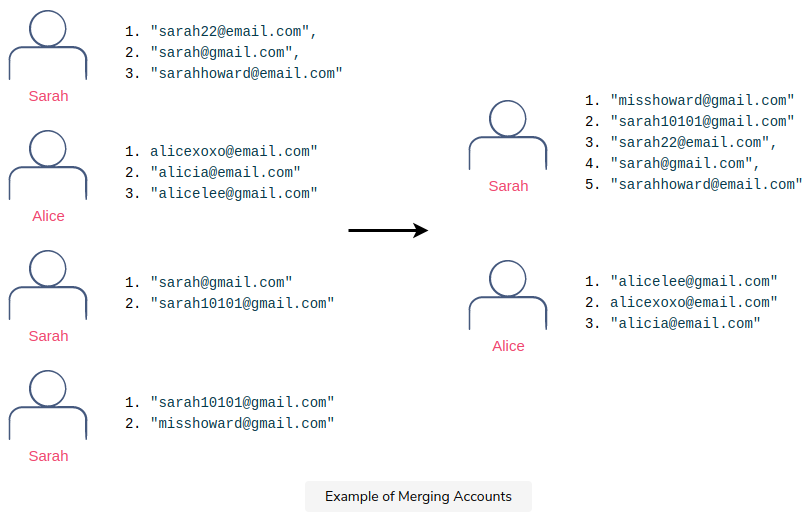 1. "sarah22@email.com",
2. "sarah@gmail.com",
3. "sarahhoward@email.com"
Sarah
1. alicexoxo@email.com"
2. "alicia@email.com"
3. "alicelee@gmail.com"
Alice
1. "sarah@gmail.com"
2. "sarah10101@gmail.com"
Sarah
1. "sarah10101@gmail.com"
2. "misshoward@gmail.com"
Sarah
1. "misshoward@gmail.com"
2. "sarah10101@gmail.com"
3. "sarah22@email.com",
4. "sarah@gmail.com",
5. "sarahhoward@email.com"
Sarah
1. "alicelee@gmail.com"
2. alicexoxo@email.com"
3. "alicia@email.com"
Alice
Example of Merging Accounts